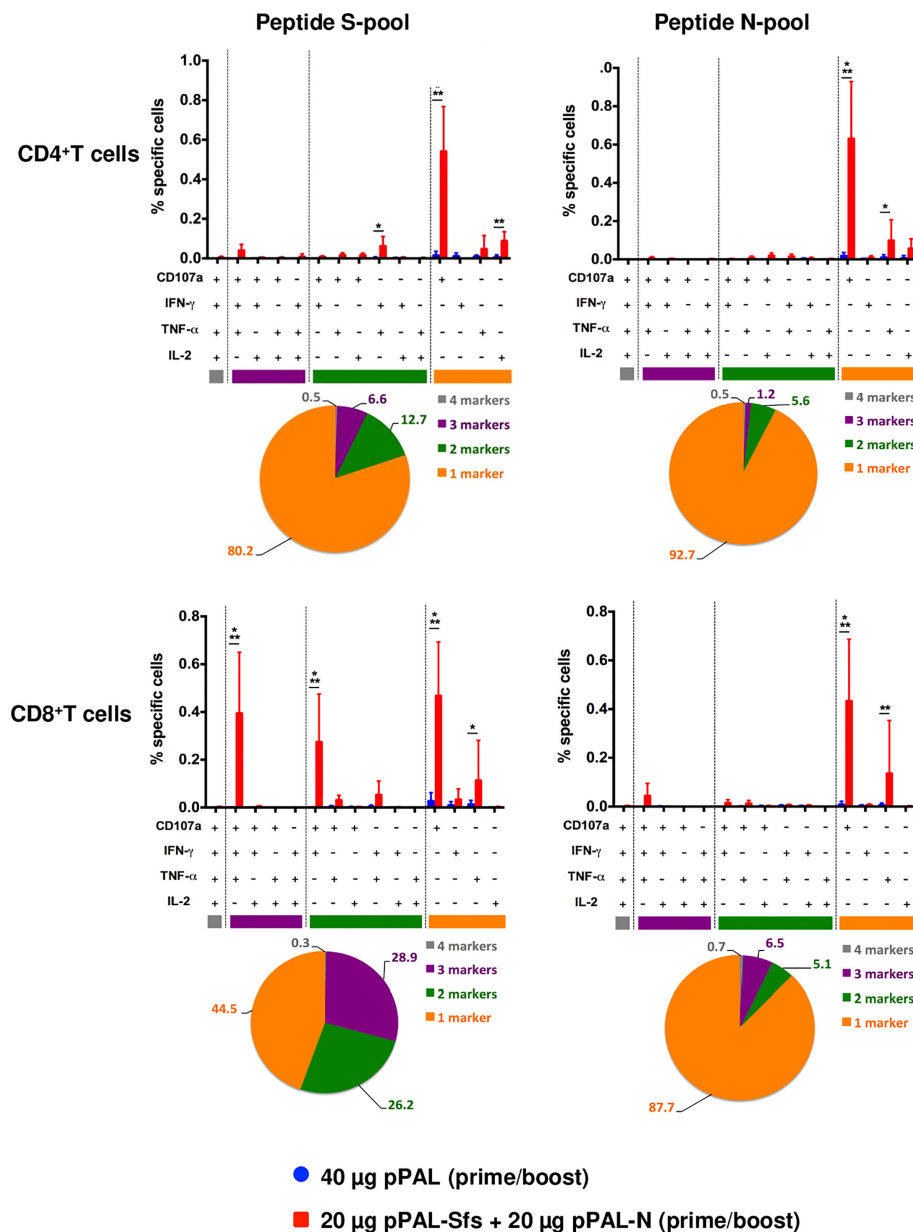 Peptide S-pool
Peptide N-pool
CD4+T cells
% specific cells
1.0
0.8
0.6
0.4
0.2
0.0
**
*
**
CD107a + + + + - + + + - - - + - - -
IFN-γ + + + - + + - - + + - - + - -
TNF-α + + - + + - + - + - + - - + -
IL-2 + - + + + - - + - + + - - - +
0.5
6.6
12.7
80.2
4 markers
3 markers
2 markers
1 marker
% specific cells
.0
0.8
0.6
0.4
0.2
0.0
*
**
*
CD107a + + + + - + + + - - - + - - -
IFN-γ + + + - + + - - + + - - + - -
TNF-α + + - + + - + - + - + - - + -
IL-2 + - + + + - - + - + + - - - +
0.5
1.2
5.6
92.7
4 markers
3 markers
2 markers
1 marker
CD8+T cells
% specific cells
0.8
0.6
0.4
0.2
0.0
*
**
*
**
*
**
*
CD107a + + + + - + + + - - - + - - -
IFN-γ + + + - + + - - + + - - + - -
TNF-α + + - + + - + - + - + - - + -
IL-2 + - + + + - - + - + + - - - +
0.3
28.9
44.5
26.2
4 markers
3 markers
2 markers
1 marker
% specific cells
0.8
0.6
0.4
0.2
0.0
*
**
**
CD107a + + + + - + + + - - - + - - -
IFN-γ + + + - + + - - + + - - + - -
TNF-α + + - + + - + - + - + - - + -
IL-2 + - + + + - - + - + + - - - +
0.7
6.5
5.1
87.7
4 markers
3 markers
2 markers
1 marker
40 µg pPAL (prime/boost)
20 µg pPAL-Sfs + 20 µg pPAL-N (prime/boost)